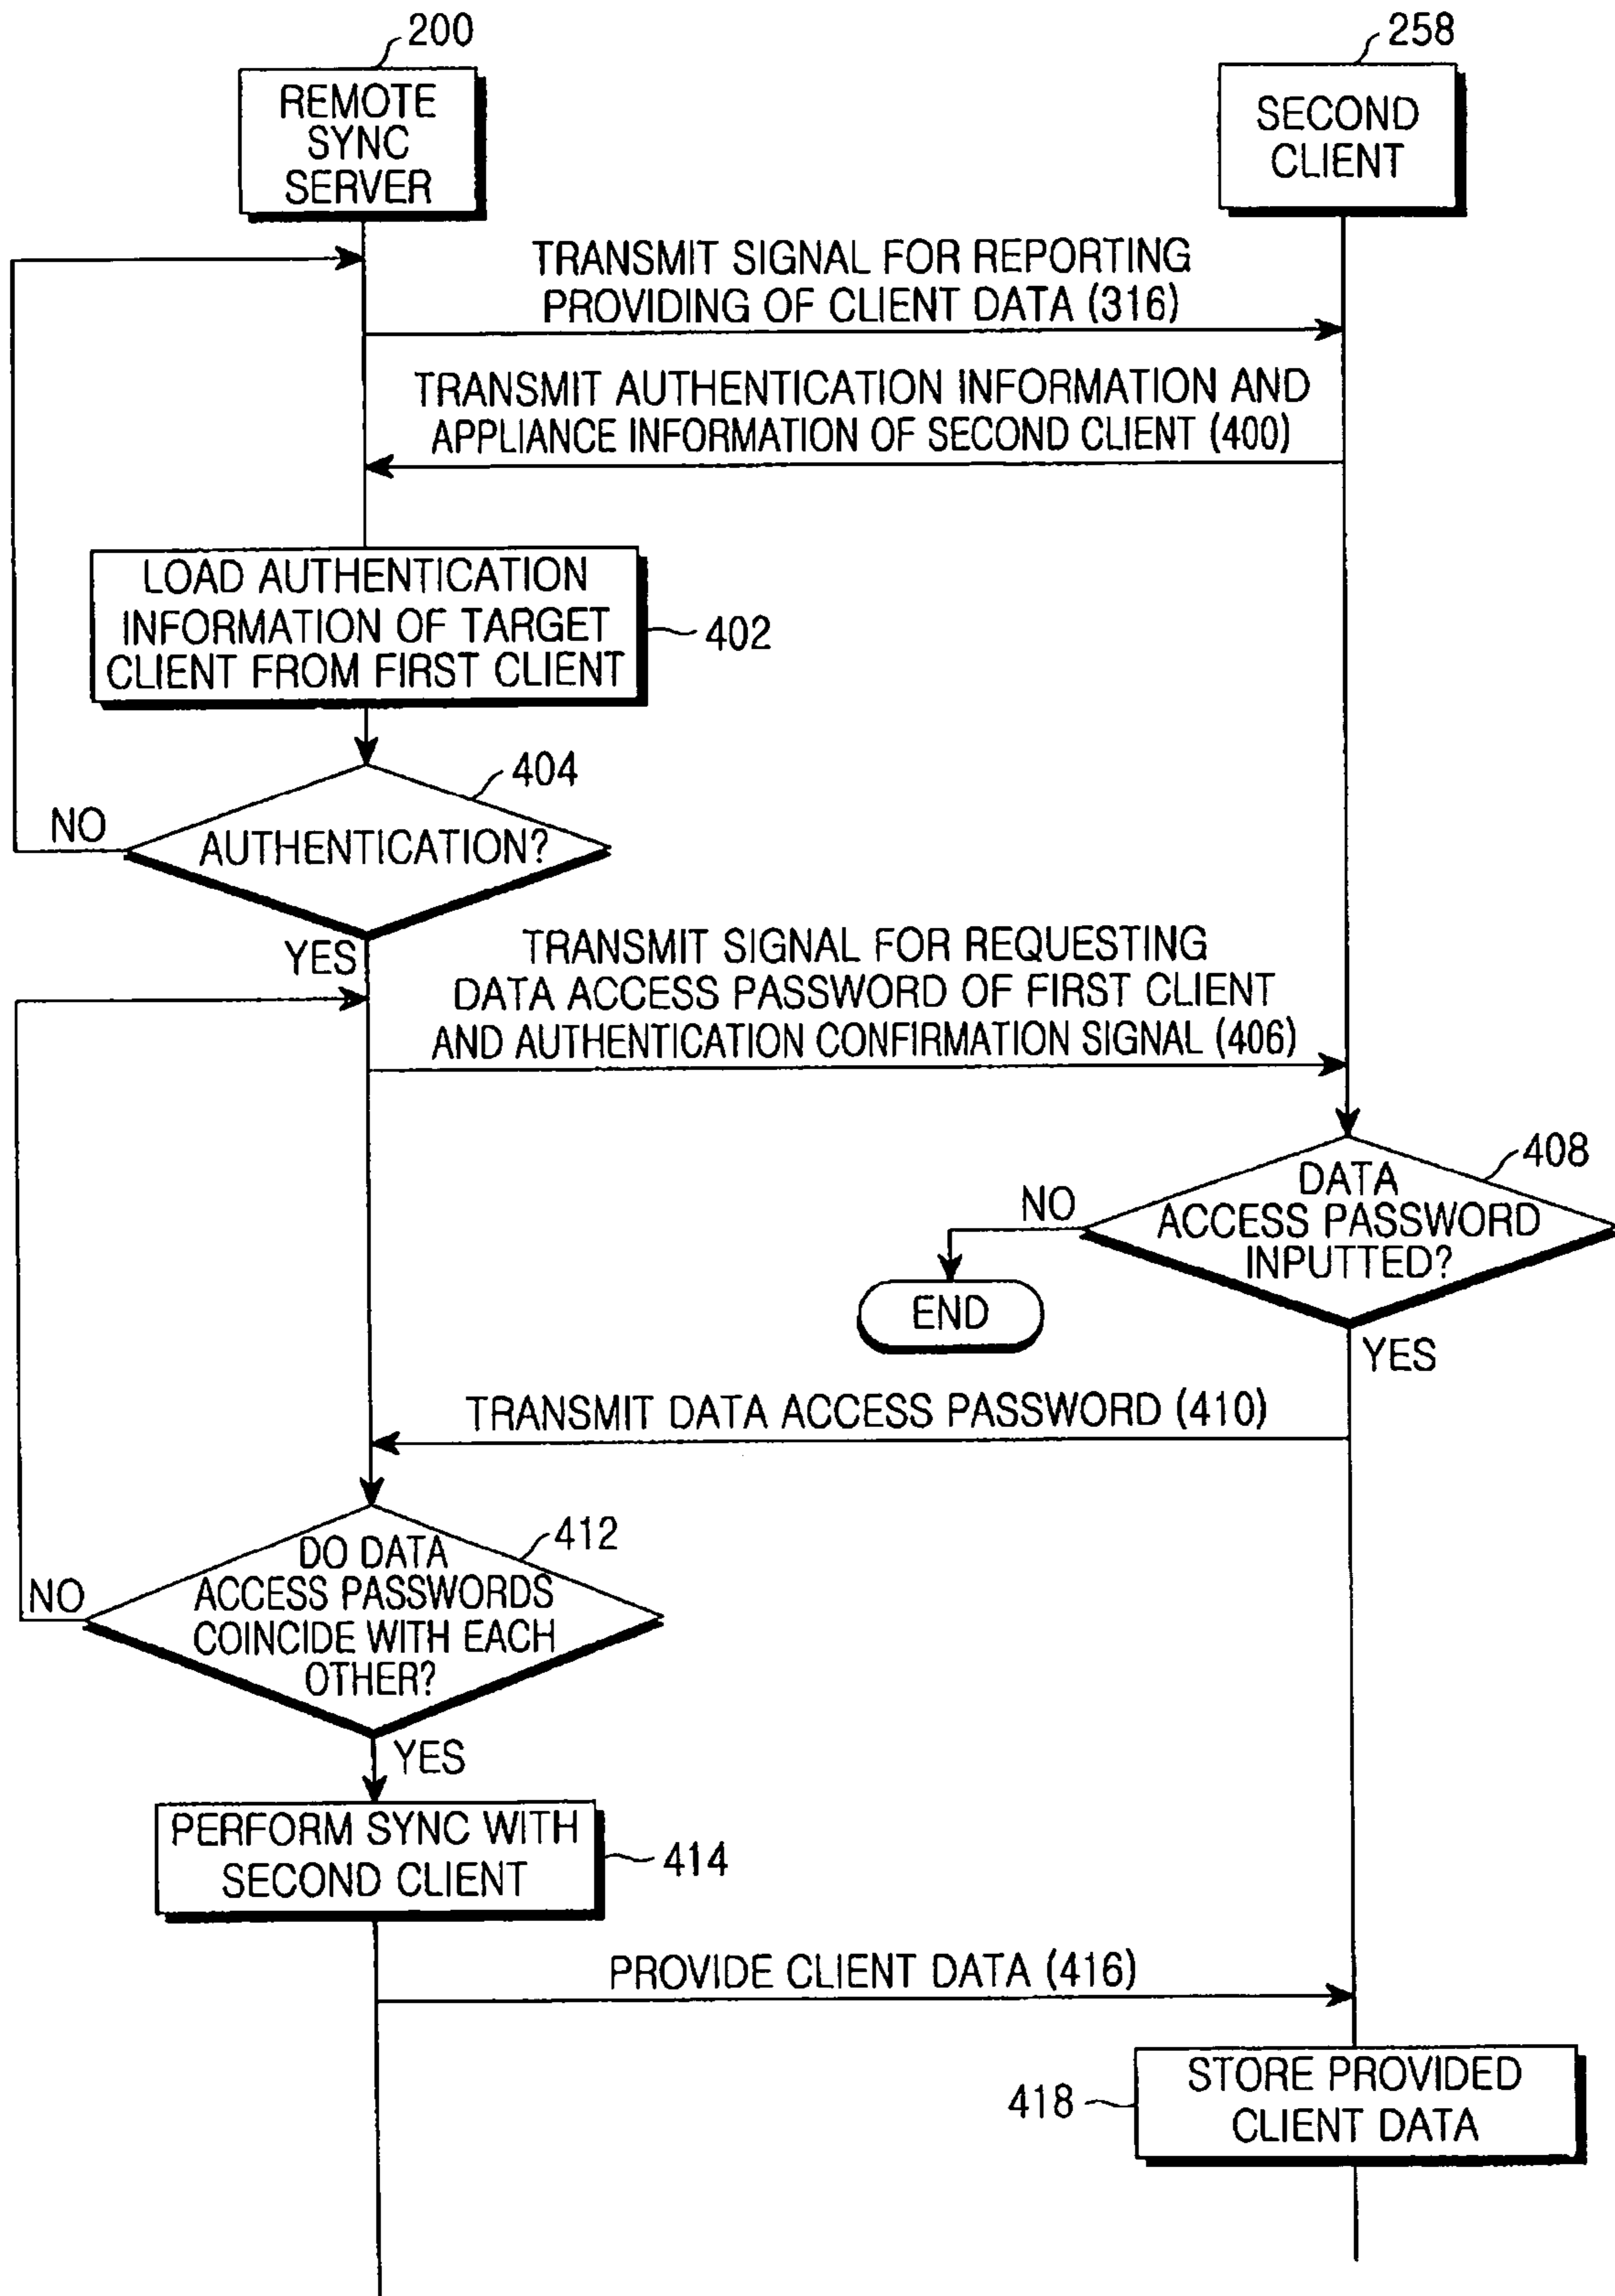 200
258
REMOTE
SYNC
SERVER
SECOND
CLIENT
TRANSMIT SIGNAL FOR REPORTING
PROVIDING OF CLIENT DATA (316)
TRANSMIT AUTHENTICATION INFORMATION AND
APPLIANCE INFORMATION OF SECOND CLIENT (400)
LOAD AUTHENTICATION
INFORMATION OF TARGET
CLIENT FROM FIRST CLIENT
402
404
NO
AUTHENTICATION?
YES
TRANSMIT SIGNAL FOR REQUESTING
DATA ACCESS PASSWORD OF FIRST CLIENT
AND AUTHENTICATION CONFIRMATION SIGNAL (406)
408
NO
DATA
ACCESS PASSWORD
INPUTTED?
END
YES
TRANSMIT DATA ACCESS PASSWORD (410)
412
NO
DO DATA
ACCESS PASSWORDS
COINCIDE WITH EACH
OTHER?
YES
PERFORM SYNC WITH
SECOND CLIENT
414
PROVIDE CLIENT DATA (416)
418
STORE PROVIDED
CLIENT DATA